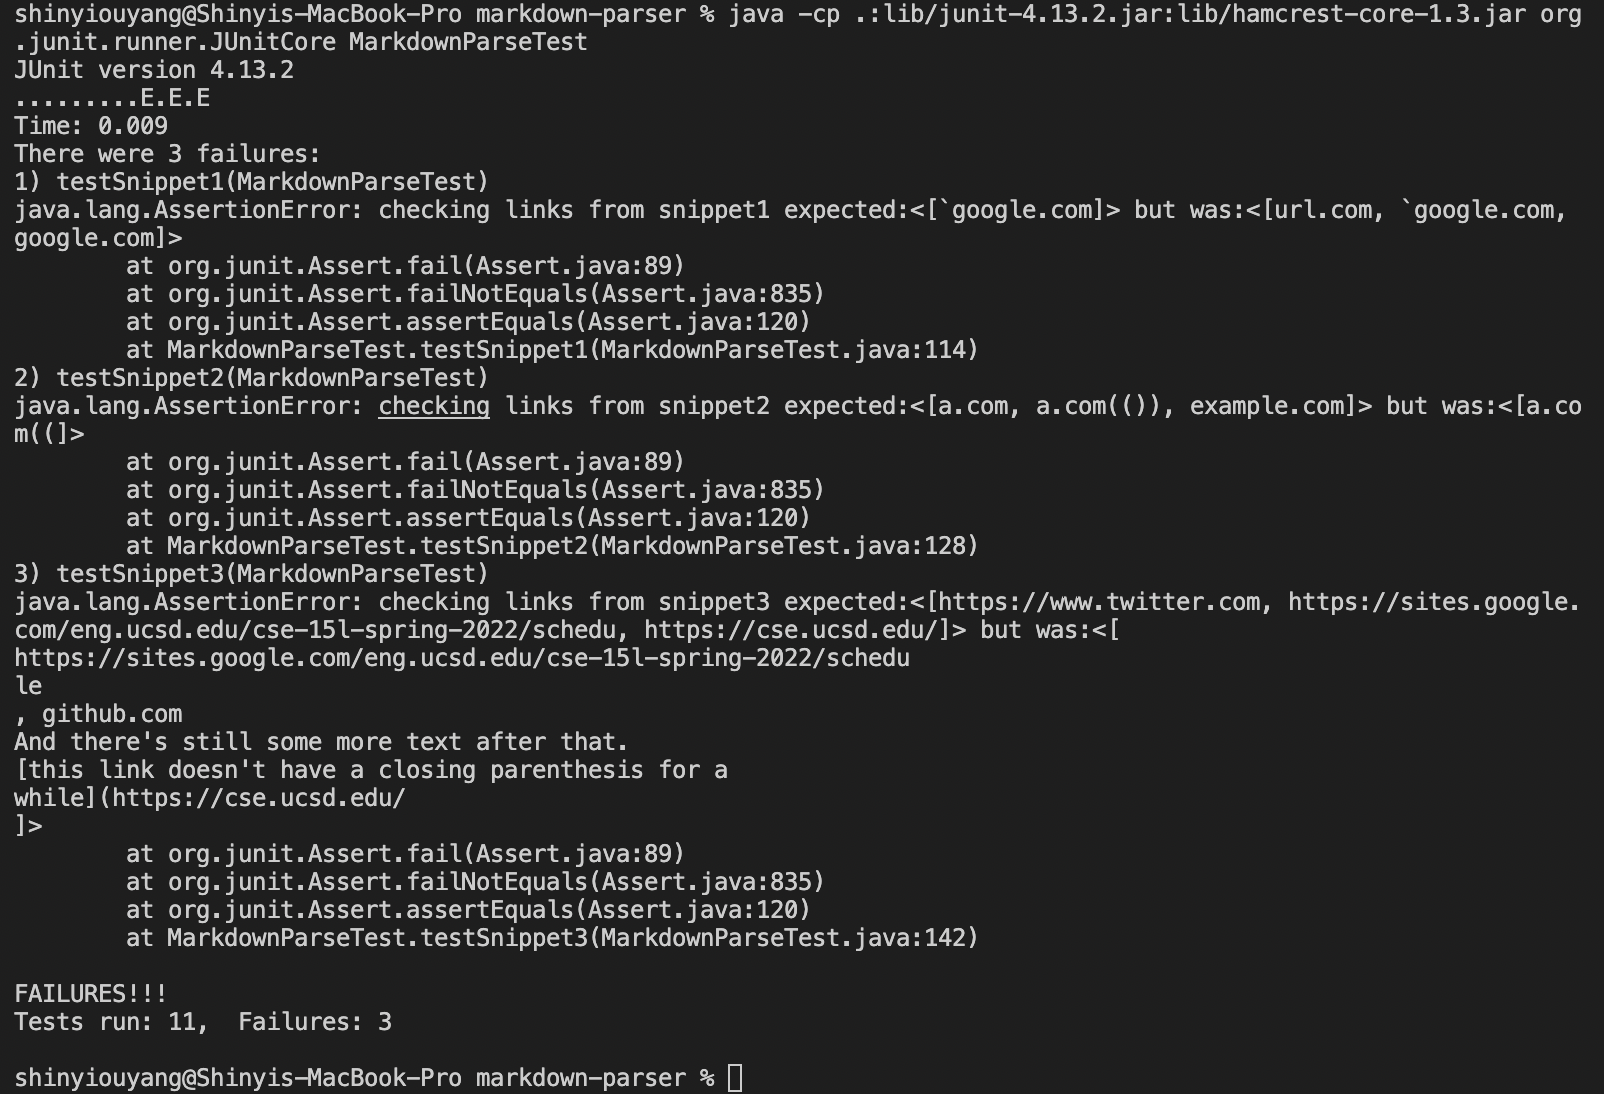 shinyiouyang@Shinyis-MacBook-Pro markdown-parser % java -cp .:lib/junit-4.13.2.jar:lib/hamcrest-core-1.3.jar org
.junit.runner.JUnitCore MarkdownParseTest
JUnit version 4.13.2
.........E.E.E
Time: 0.009
There were 3 failures:
1) testSnippet1(MarkdownParseTest)
java.lang.AssertionError: checking links from snippet1 expected:<[`google.com]> but was:<[url.com, `google.com,
google.com]>
        at org.junit.Assert.fail(Assert.java:89)
        at org.junit.Assert.failNotEquals(Assert.java:835)
        at org.junit.Assert.assertEquals(Assert.java:120)
        at MarkdownParseTest.testSnippet1(MarkdownParseTest.java:114)
2) testSnippet2(MarkdownParseTest)
java.lang.AssertionError: checking links from snippet2 expected:<[a.com, a.com(()), example.com]> but was:<[a.co
m((]>
        at org.junit.Assert.fail(Assert.java:89)
        at org.junit.Assert.failNotEquals(Assert.java:835)
        at org.junit.Assert.assertEquals(Assert.java:120)
        at MarkdownParseTest.testSnippet2(MarkdownParseTest.java:128)
3) testSnippet3(MarkdownParseTest)
java.lang.AssertionError: checking links from snippet3 expected:<[https://www.twitter.com, https://sites.google.
com/eng.ucsd.edu/cse-15l-spring-2022/schedu, https://cse.ucsd.edu/]> but was:<[
https://sites.google.com/eng.ucsd.edu/cse-15l-spring-2022/schedu
le
, github.com
And there's still some more text after that.
[this link doesn't have a closing parenthesis for a
while](https://cse.ucsd.edu/
]>
        at org.junit.Assert.fail(Assert.java:89)
        at org.junit.Assert.failNotEquals(Assert.java:835)
        at org.junit.Assert.assertEquals(Assert.java:120)
        at MarkdownParseTest.testSnippet3(MarkdownParseTest.java:142)

FAILURES!!!
Tests run: 11,  Failures: 3

shinyiouyang@Shinyis-MacBook-Pro markdown-parser %